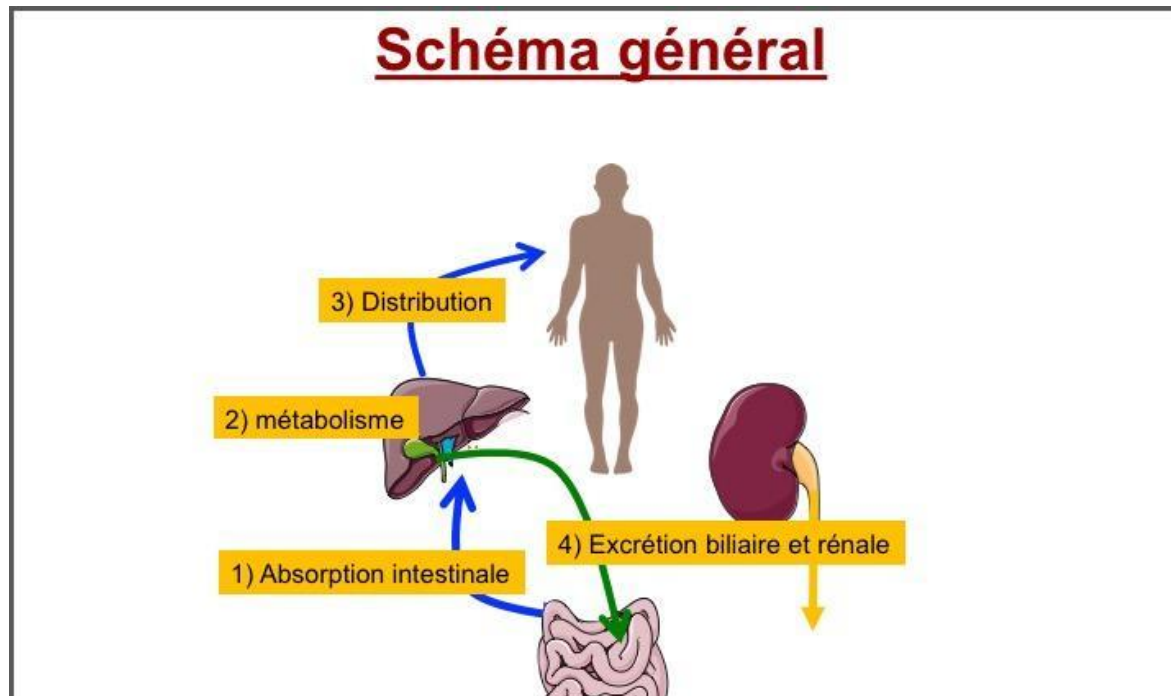 Schéma général
3) Distribution
2) métabolisme
4) Excrétion biliaire et rénale
1) Absorption intestinale